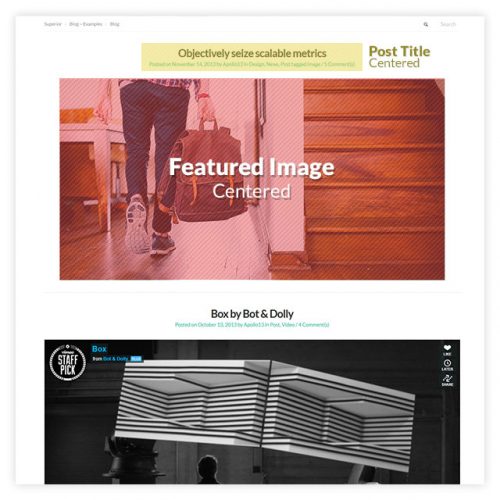 Superior / Blog – Examples / Blog
Search
Objectively seize scalable metrics
Posted on November 14, 2013 by Apollo13 in Design, News, Post tagged image / 5 Comment(s)
Post Title
Centered
Featured Image
Centered
Box by Bot & Dolly
Posted on October 10, 2013 by Apollo13 in Post, Video / 4 Comment(s)
vimeo
STAFF
PICK
Box
from Bot & Dolly
LIKE
LATER
SHARE